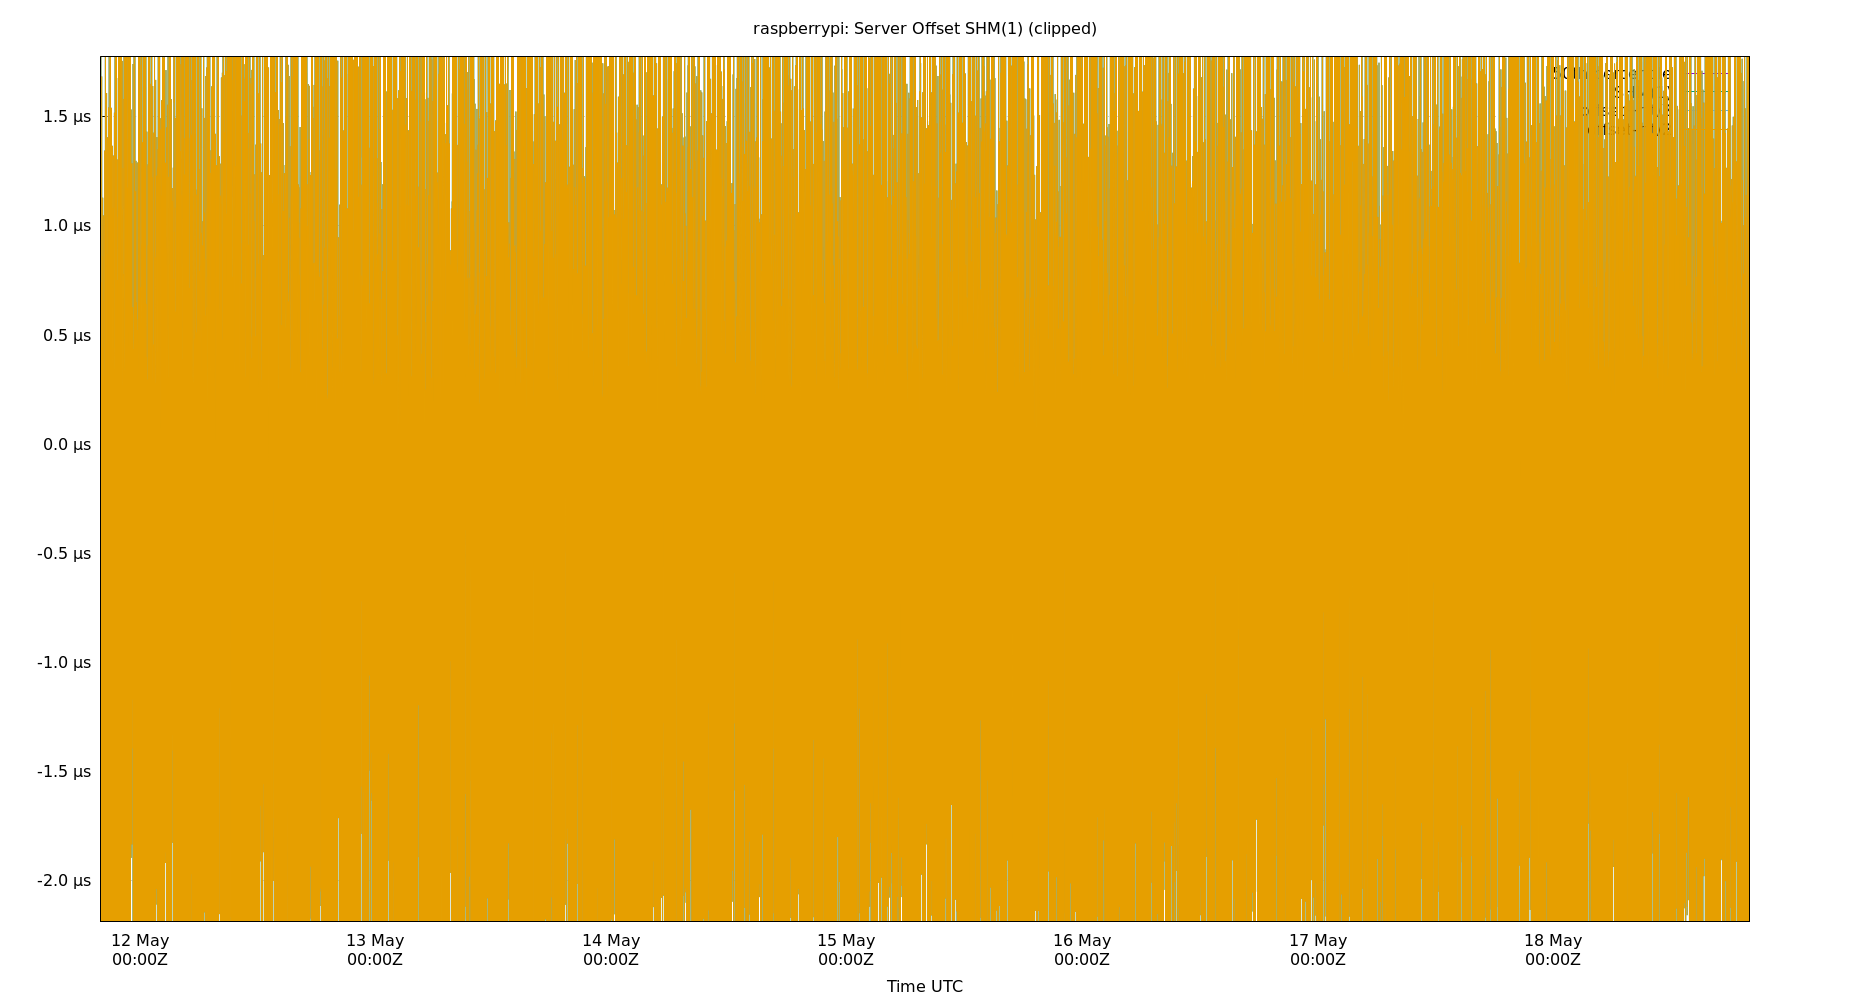 raspberrypi: Server Offset SHM(1) (clipped)
1.5 µs
1.0 µs
0.5 µs
0.0 µs
-0.5 µs
-1.0 µs
-1.5 µs
-2.0 µs
12 May 13 May 14 May 15 May 16 May 17 May 18 May
00:00Z 00:00Z 00:00Z 00:00Z 00:00Z 00:00Z 00:00Z
Time UTC